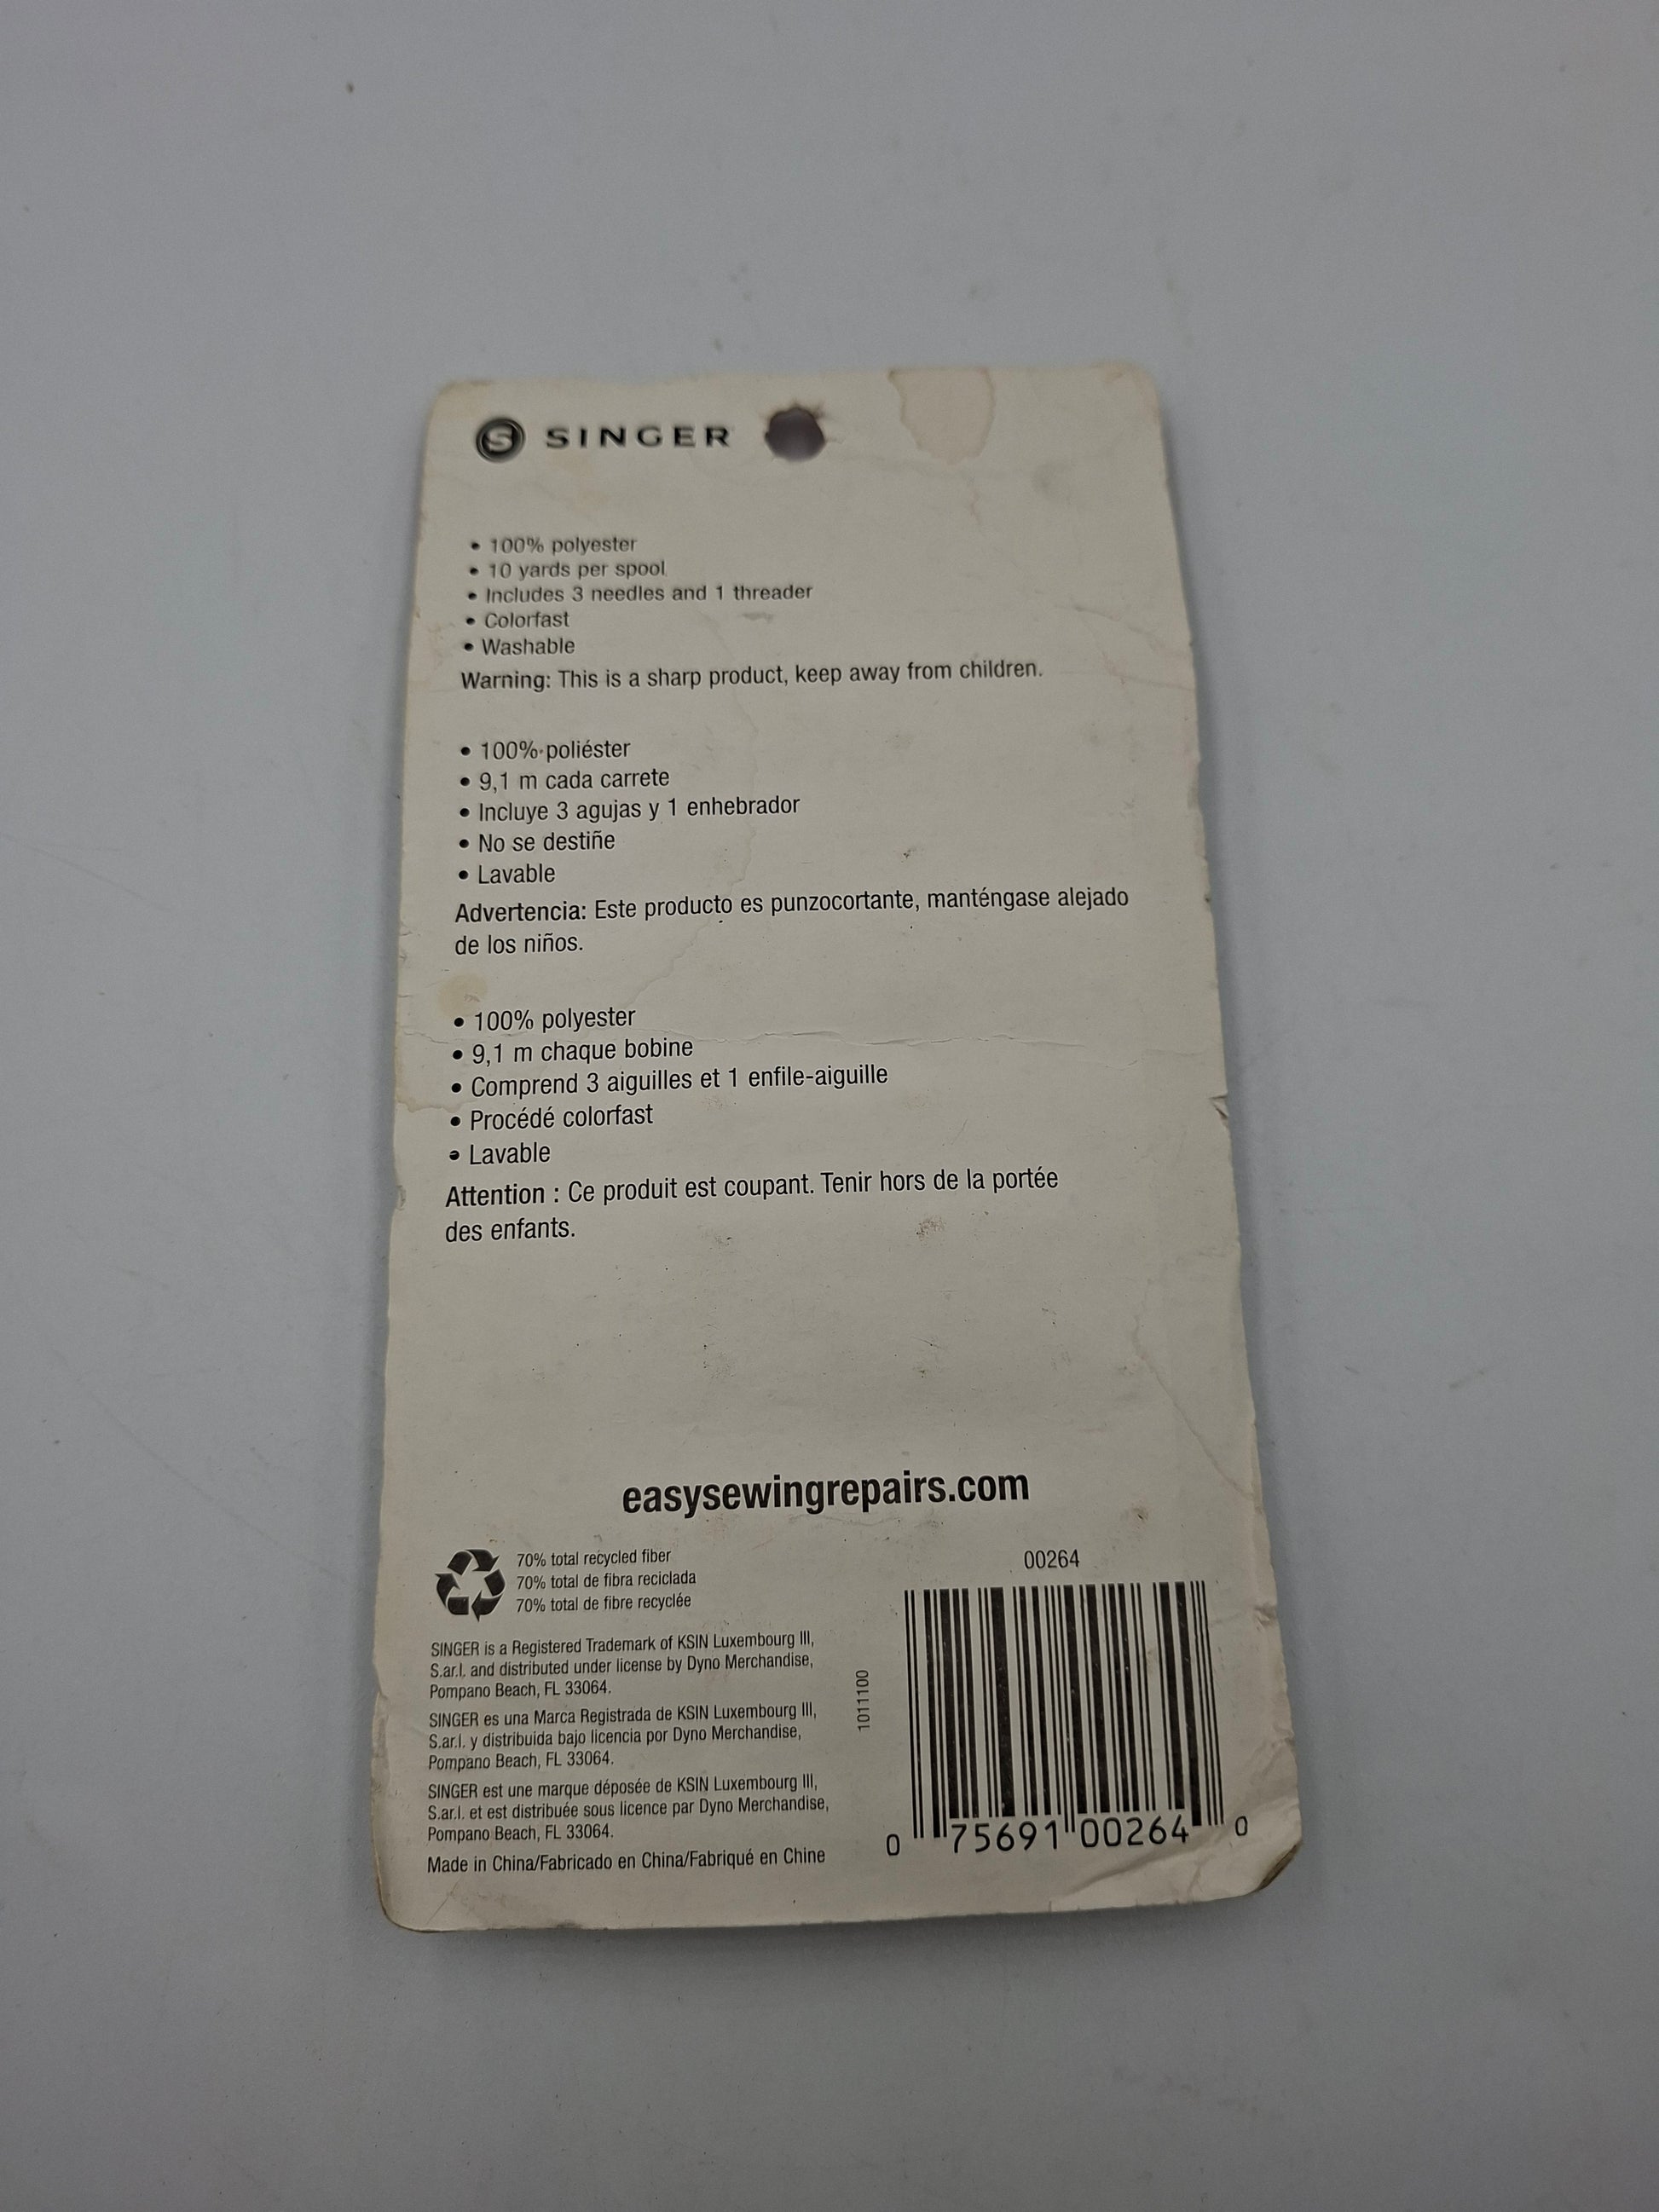 SINGER
• 100% polyester
• 10 yards per spool
• Includes 3 needles and 1 threader
• Colorfast
• Washable
Warning: This is a sharp product, keep away from children.
• 100% poliéster
• 9,1 m cada carrete
• Incluye 3 agujas y 1 enhebrador
• No se destiñe
• Lavable
Advertencia: Este producto es punzocortante, manténgase alejado
de los niños.
• 100% polyester
• 9,1 m chaque bobine
• Comprend 3 aiguilles et 1 enfile-aiguille
• Procédé colorfast
• Lavable
Attention : Ce produit est coupant. Tenir hors de la portée
des enfants.
easysewingrepairs.com
70% total recycled fiber
70% total de fibra reciclada
70% total de fibre recyclée
SINGER is a Registered Trademark of KSIN Luxembourg III,
S.ar.l. and distributed under license by Dyno Merchandise,
Pompano Beach, FL 33064.
SINGER es una Marca Registrada de KSIN Luxembourg III,
S.ar.l. y distribuida bajo licencia por Dyno Merchandise,
Pompano Beach, FL 33064.
SINGER est une marque déposée de KSIN Luxembourg III,
S.ar.l. et est distribuée sous licence par Dyno Merchandise,
Pompano Beach, FL 33064.
Made in China/Fabricado en China/Fabriqué en Chine
1011100
00264
0 75691 00264 0